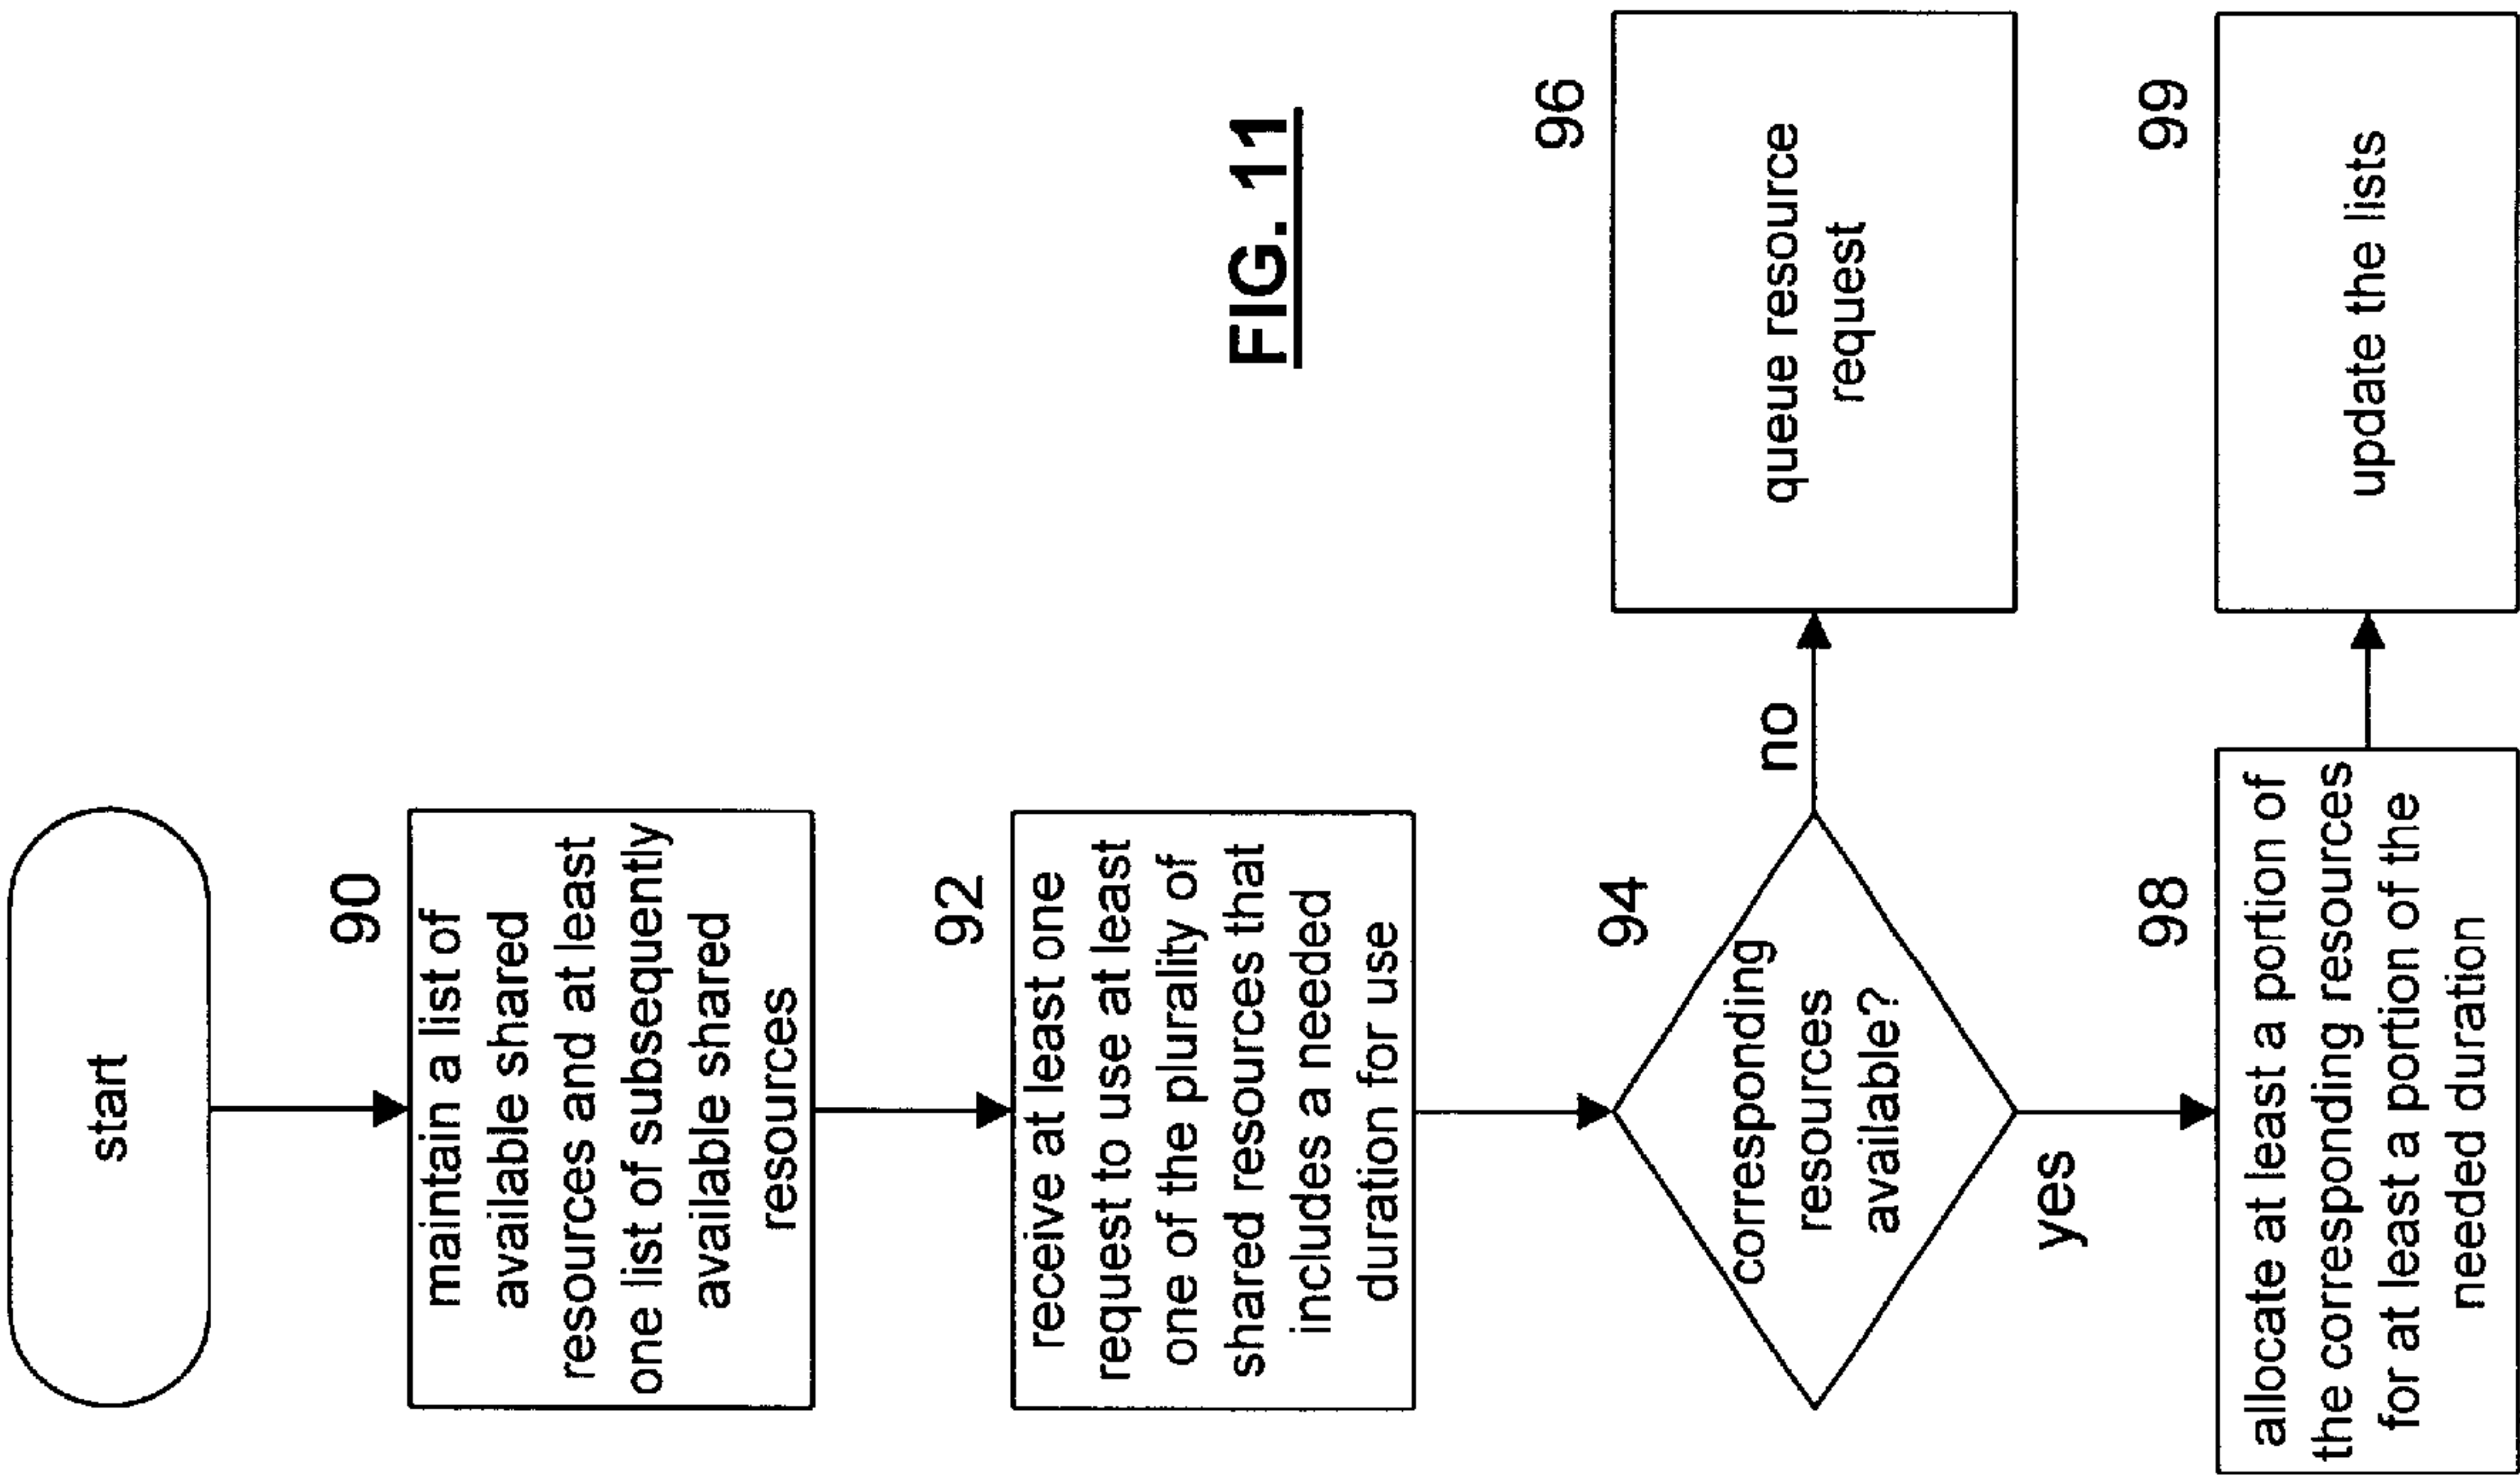 start
90
maintain a list of
available shared
resources and at least
one list of subsequently
available shared
resources
92
receive at least one
request to use at least
one of the plurality of
shared resources that
includes a needed
duration for use
FIG. 11
94
corresponding
resources
available?
no
96
queue resource
request
yes
98
allocate at least a portion of
the corresponding resources
for at least a portion of the
needed duration
99
update the lists